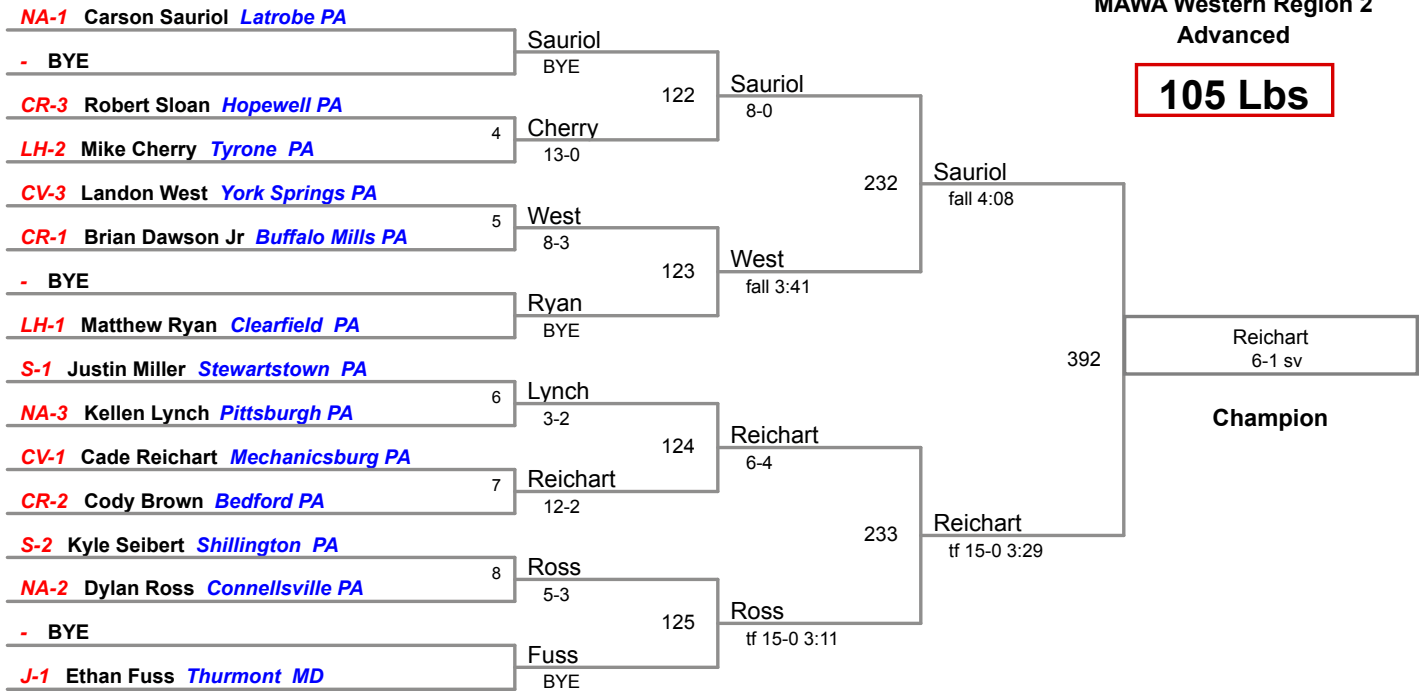 MAWA Western Region 2
Advanced
105 Lbs
NA-1 Carson Sauriol Latrobe PA
- BYE
CR-3 Robert Sloan Hopewell PA
LH-2 Mike Cherry Tyrone PA
CV-3 Landon West York Springs PA
CR-1 Brian Dawson Jr Buffalo Mills PA
- BYE
LH-1 Matthew Ryan Clearfield PA
S-1 Justin Miller Stewartstown PA
NA-3 Kellen Lynch Pittsburgh PA
CV-1 Cade Reichart Mechanicsburg PA
CR-2 Cody Brown Bedford PA
S-2 Kyle Seibert Shillington PA
NA-2 Dylan Ross Connellsville PA
- BYE
J-1 Ethan Fuss Thurmont MD
Sauriol
BYE
4
Cherry
13-0
5
West
8-3
Ryan
BYE
6
Lynch
3-2
7
Reichart
12-2
8
Ross
5-3
Fuss
BYE
122
Sauriol
8-0
123
West
fall 3:41
124
Reichart
6-4
125
Ross
tf 15-0 3:11
232
Sauriol
fall 4:08
233
Reichart
tf 15-0 3:29
392
Reichart
6-1 sv
Champion